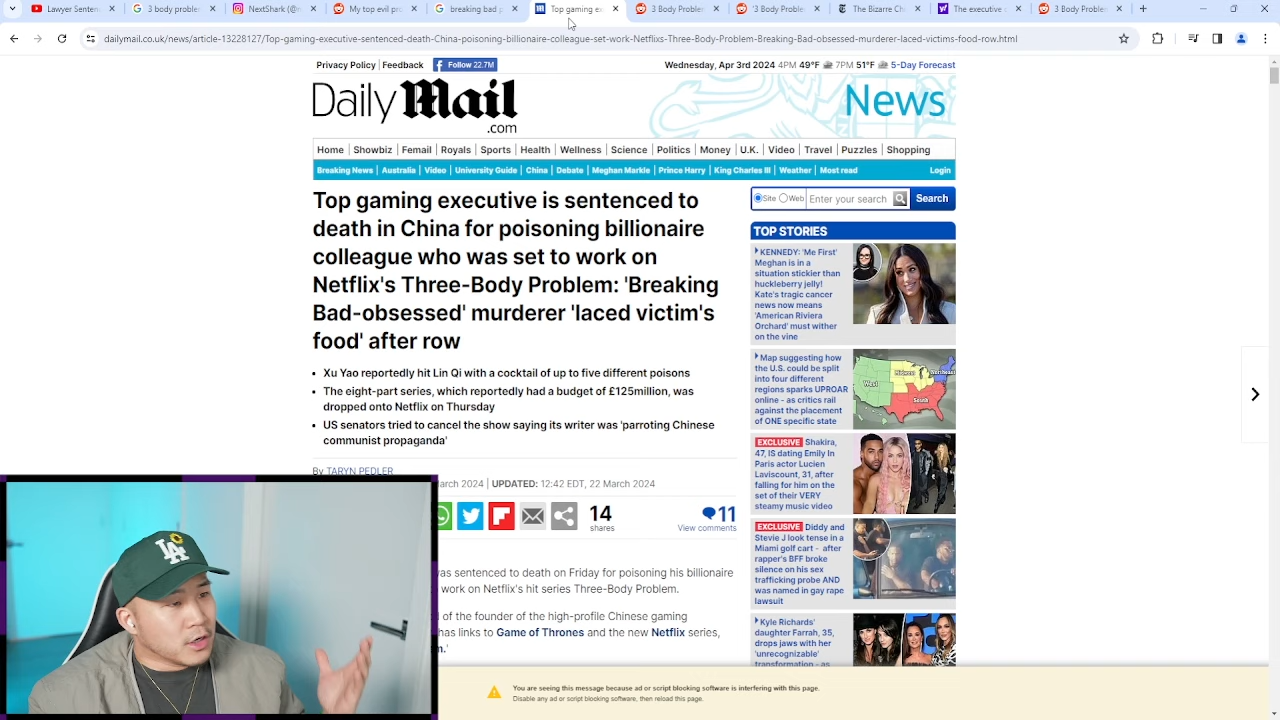 Lawyer Sente
3 body proble
NextShark (@
My top evil pr
breaking bad
Top gaming e
3 Body Proble
Netflix's '3 Bo
Mystery surro
The executive
3 Body Proble
dailymail.co.uk/news/article-13228127/Top-gaming-executive-sentenced-death-China-poisoning-billionaire-colleague-set-work-Netflixs-Three-Body-Problem-Breaking-Bad-obsessed-murderer-laced-victims-food-row.html
Privacy Policy | Feedback
Follow 22.7M
Wednesday, Apr 3rd 2024 4PM 49°F 7PM 51°F 5-Day Forecast
Daily Mail
.com
News
Home | Showbiz | Femail | Royals | Sports | Health | Wellness | Science | Politics | Money | U.K. | Video | Travel | Puzzles | Shopping
Breaking News | Australia | Video | University Guide | China | Debate | Meghan Markle | Prince Harry | King Charles III | Weather | Most read
Login
Top gaming executive is sentenced to
death in China for poisoning billionaire
colleague who was set to work on
Netflix's Three-Body Problem: 'Breaking
Bad-obsessed' murderer 'laced victim's
food' after row
• Xu Yao reportedly hit Lin Qi with a cocktail of up to five different poisons
• The eight-part series, which reportedly had a budget of £125million, was
dropped onto Netflix on Thursday
• US senators tried to cancel the show saying its writer was 'parroting Chinese
communist propaganda'
By TARYN PEDLER
arch 2024 | UPDATED: 12:42 EDT, 22 March 2024
14
shares
11
View comments
was sentenced to death on Friday for poisoning his billionaire
work on Netflix's hit series Three-Body Problem.
of the founder of the high-profile Chinese gaming
has links to Game of Thrones and the new Netflix series,
Site Web Enter your search Search
TOP STORIES
KENNEDY: 'Me First'
Meghan is in a
situation stickier than
huckleberry jelly!
Kate's tragic cancer
news now means
'American Riviera
Orchard' must wither
on the vine
Map suggesting how
the U.S. could be split
into four different
regions sparks UPROAR
online - as critics rail
against the placement
of ONE specific state
West
Midwest
Northeast
South
EXCLUSIVE Shakira,
47, IS dating Emily In
Paris actor Lucien
Laviscount, 31, after
falling for him on the
set of their VERY
steamy music video
EXCLUSIVE Diddy and
Stevie J look tense in a
Miami golf cart - after
rapper's BFF broke
silence on his sex
trafficking probe AND
was named in gay rape
lawsuit
Kyle Richards'
daughter Farrah, 35,
drops jaws with her
'unrecognizable'
transformation - as
LA
You are seeing this message because ad or script blocking software is interfering with this page.
Disable any ad or script blocking software, then reload this page.